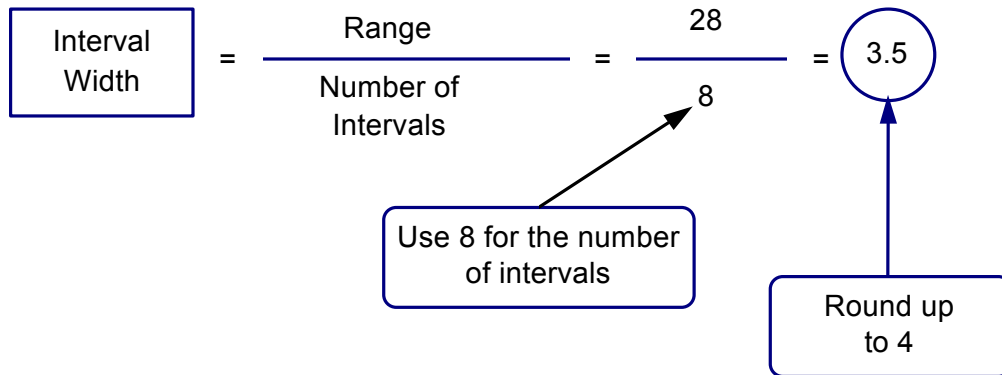 Interval
Width
=
Range
Number of
Intervals
=
28
8
=
3.5
Use 8 for the number
of intervals
Round up
to 4